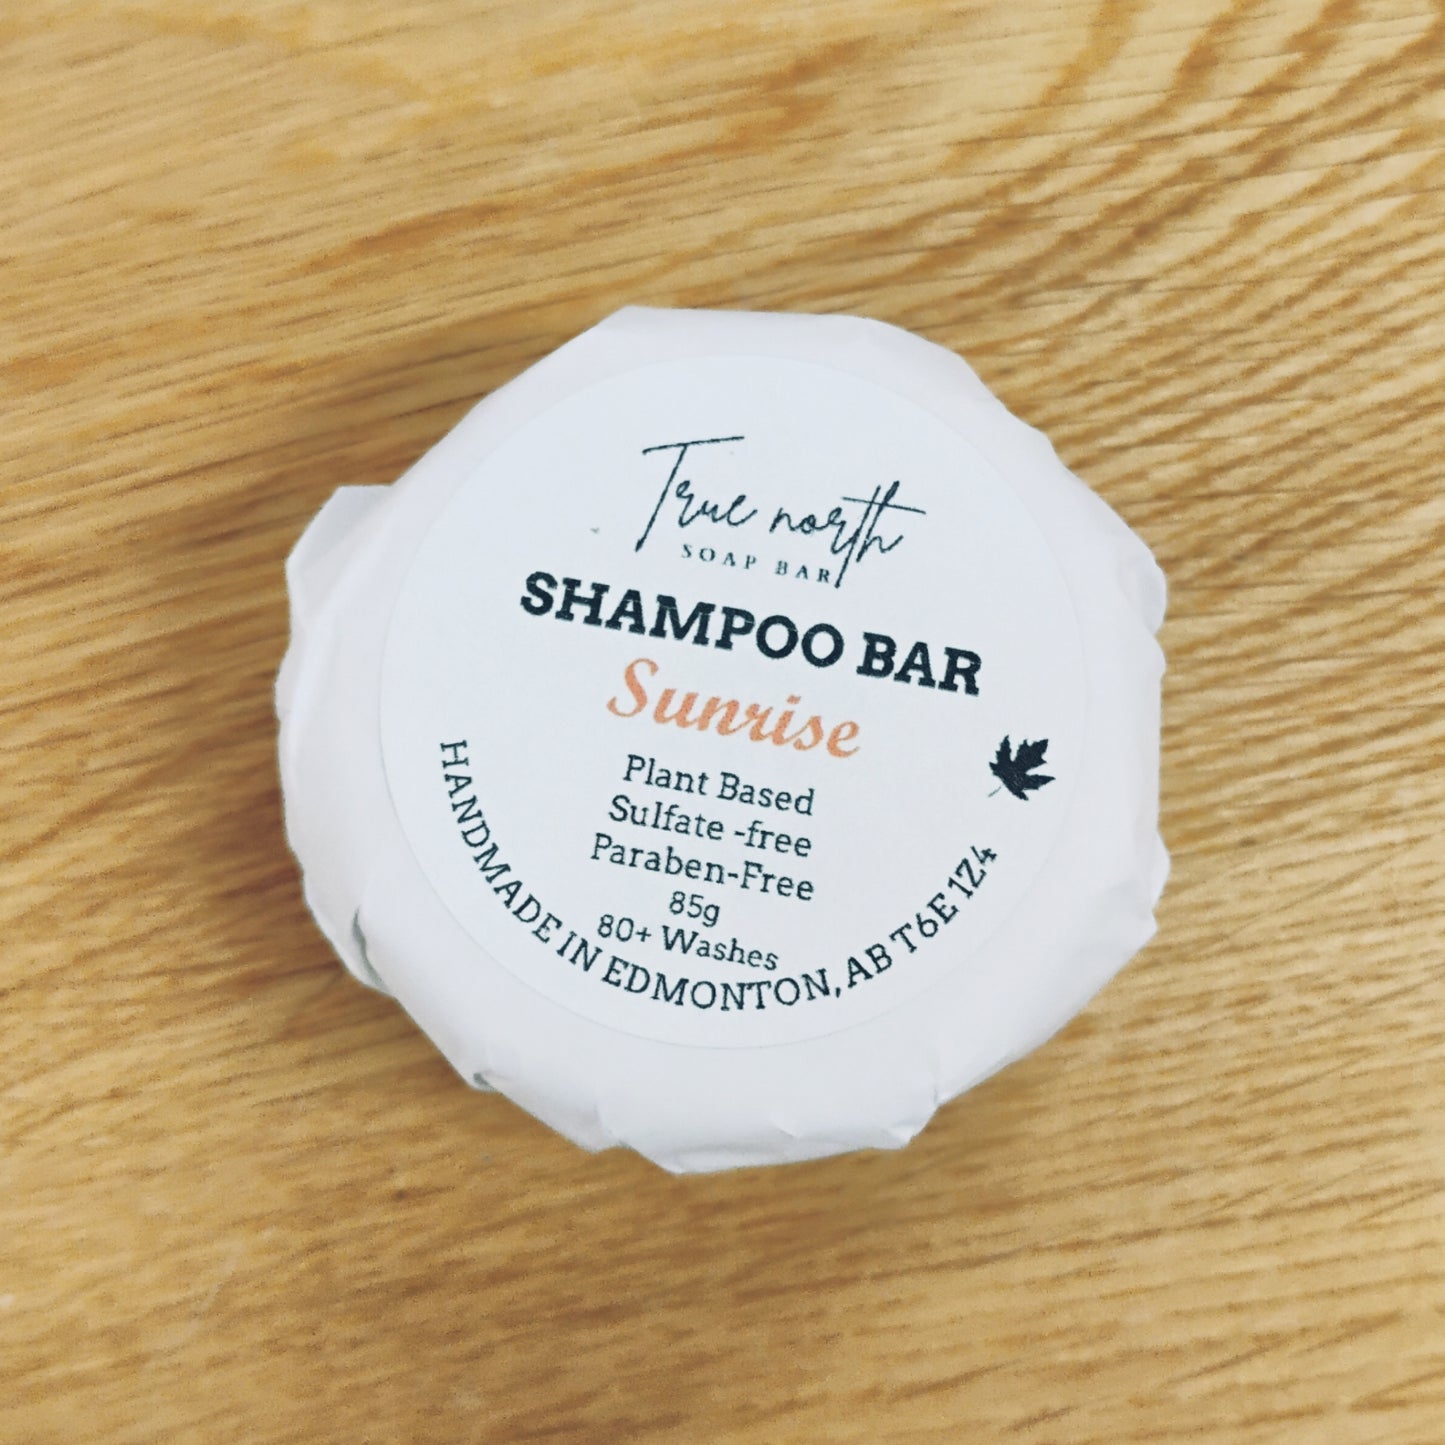 True north
SOAP BAR
SHAMPOO BAR
Sunrise
Plant Based
Sulfate -free
Paraben-Free
85g
80+ Washes
HANDMADE IN EDMONTON, AB T6E 1Z4